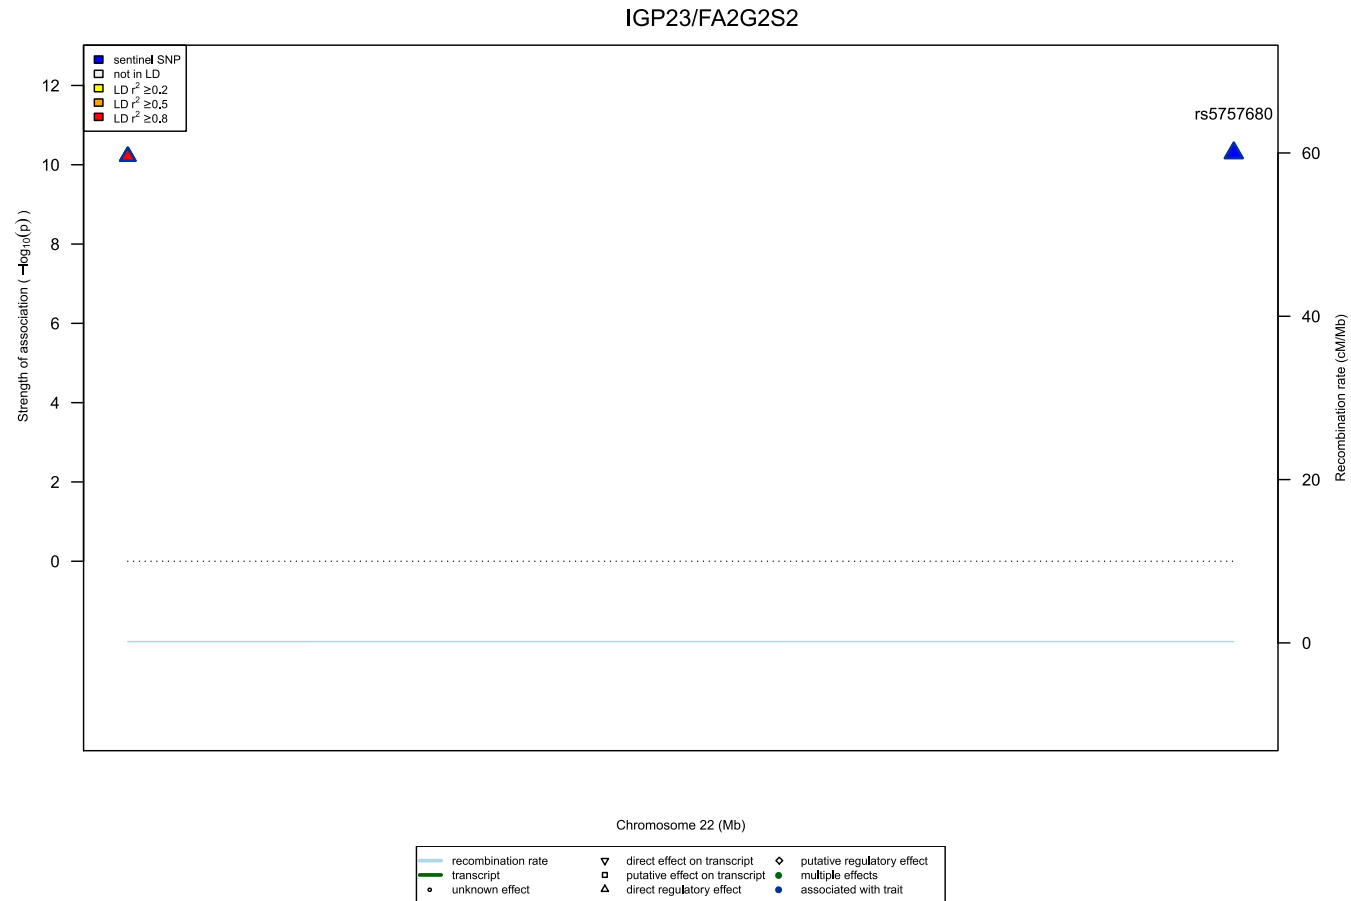 IGP23/FA2G2S2
sentinel SNP
not in LD
LD r² ≥0.2
LD r² ≥0.5
LD r² ≥0.8
rs5757680
12
10
8
6
4
2
0
Strength of association ( −log₁₀(p) )
60
40
20
0
Recombination rate (cM/Mb)
Chromosome 22 (Mb)
recombination rate direct effect on transcript putative regulatory effect
transcript putative effect on transcript multiple effects
unknown effect direct regulatory effect associated with trait